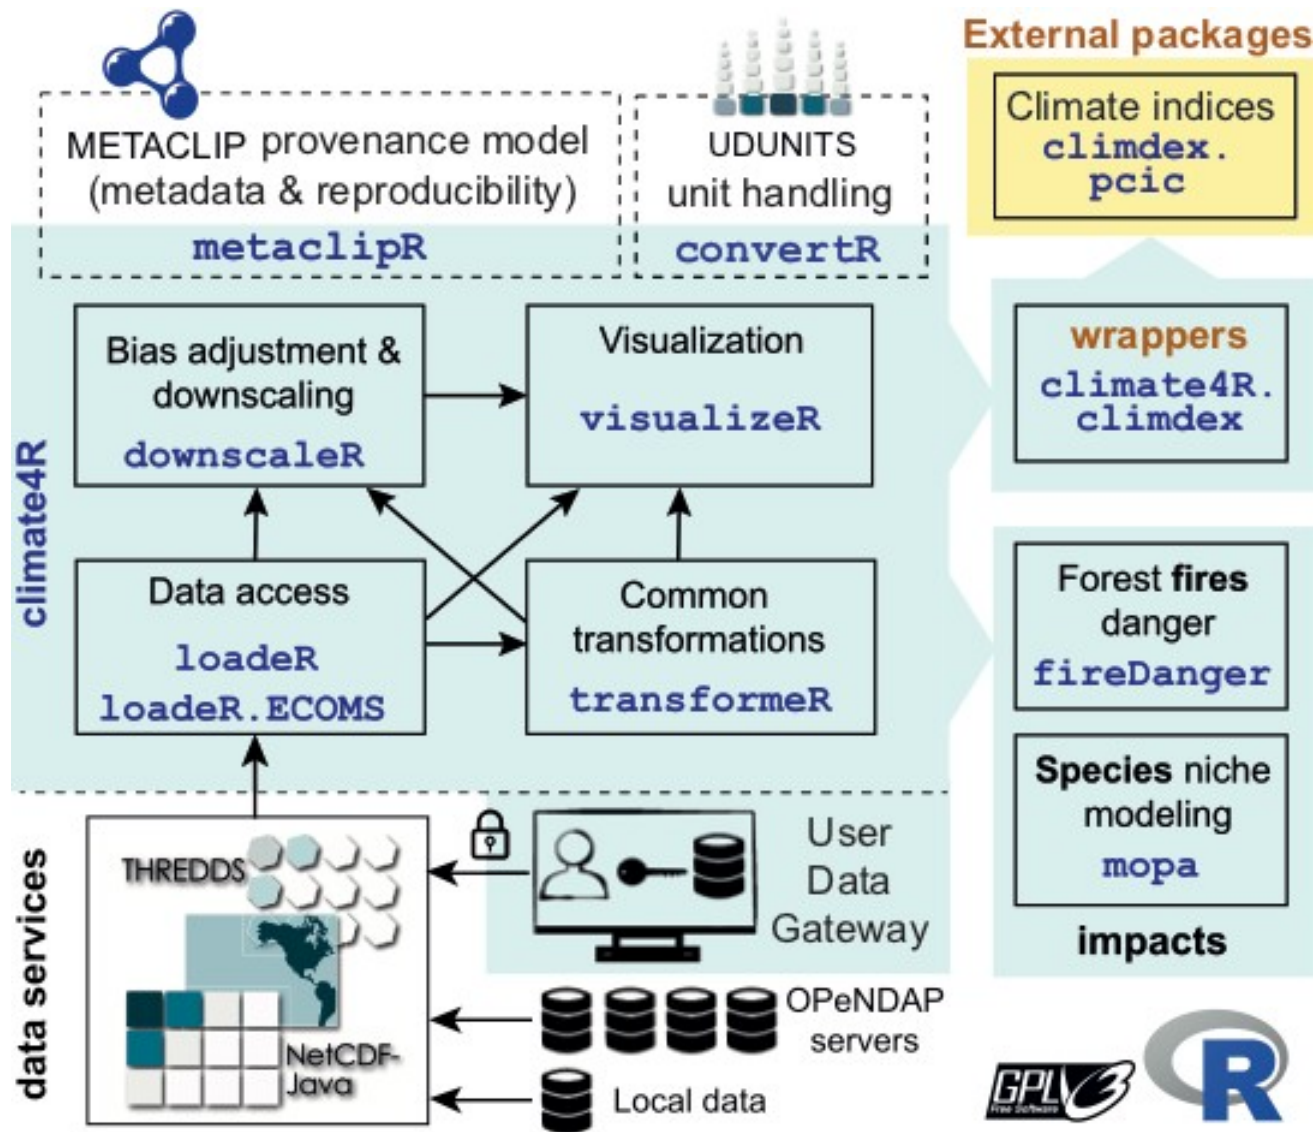 External packages
METACLIP provenance model
(metadata & reproducibility)
metaclipR
UDUNITS
unit handling
convertR
Climate indices
climdex.
pcic
climate4R
Bias adjustment &
downscaling
downscaleR
Visualization
visualizeR
wrappers
climate4R.
climdex
Data access
loadeR
loadeR.ECOMS
Common
transformations
transformeR
Forest fires
danger
fireDanger
Species niche
modeling
mopa
impacts
data services
THREDDS
NetCDF-
Java
User
Data
Gateway
OPeNDAP
servers
Local data
GPLv3
Free Software
R